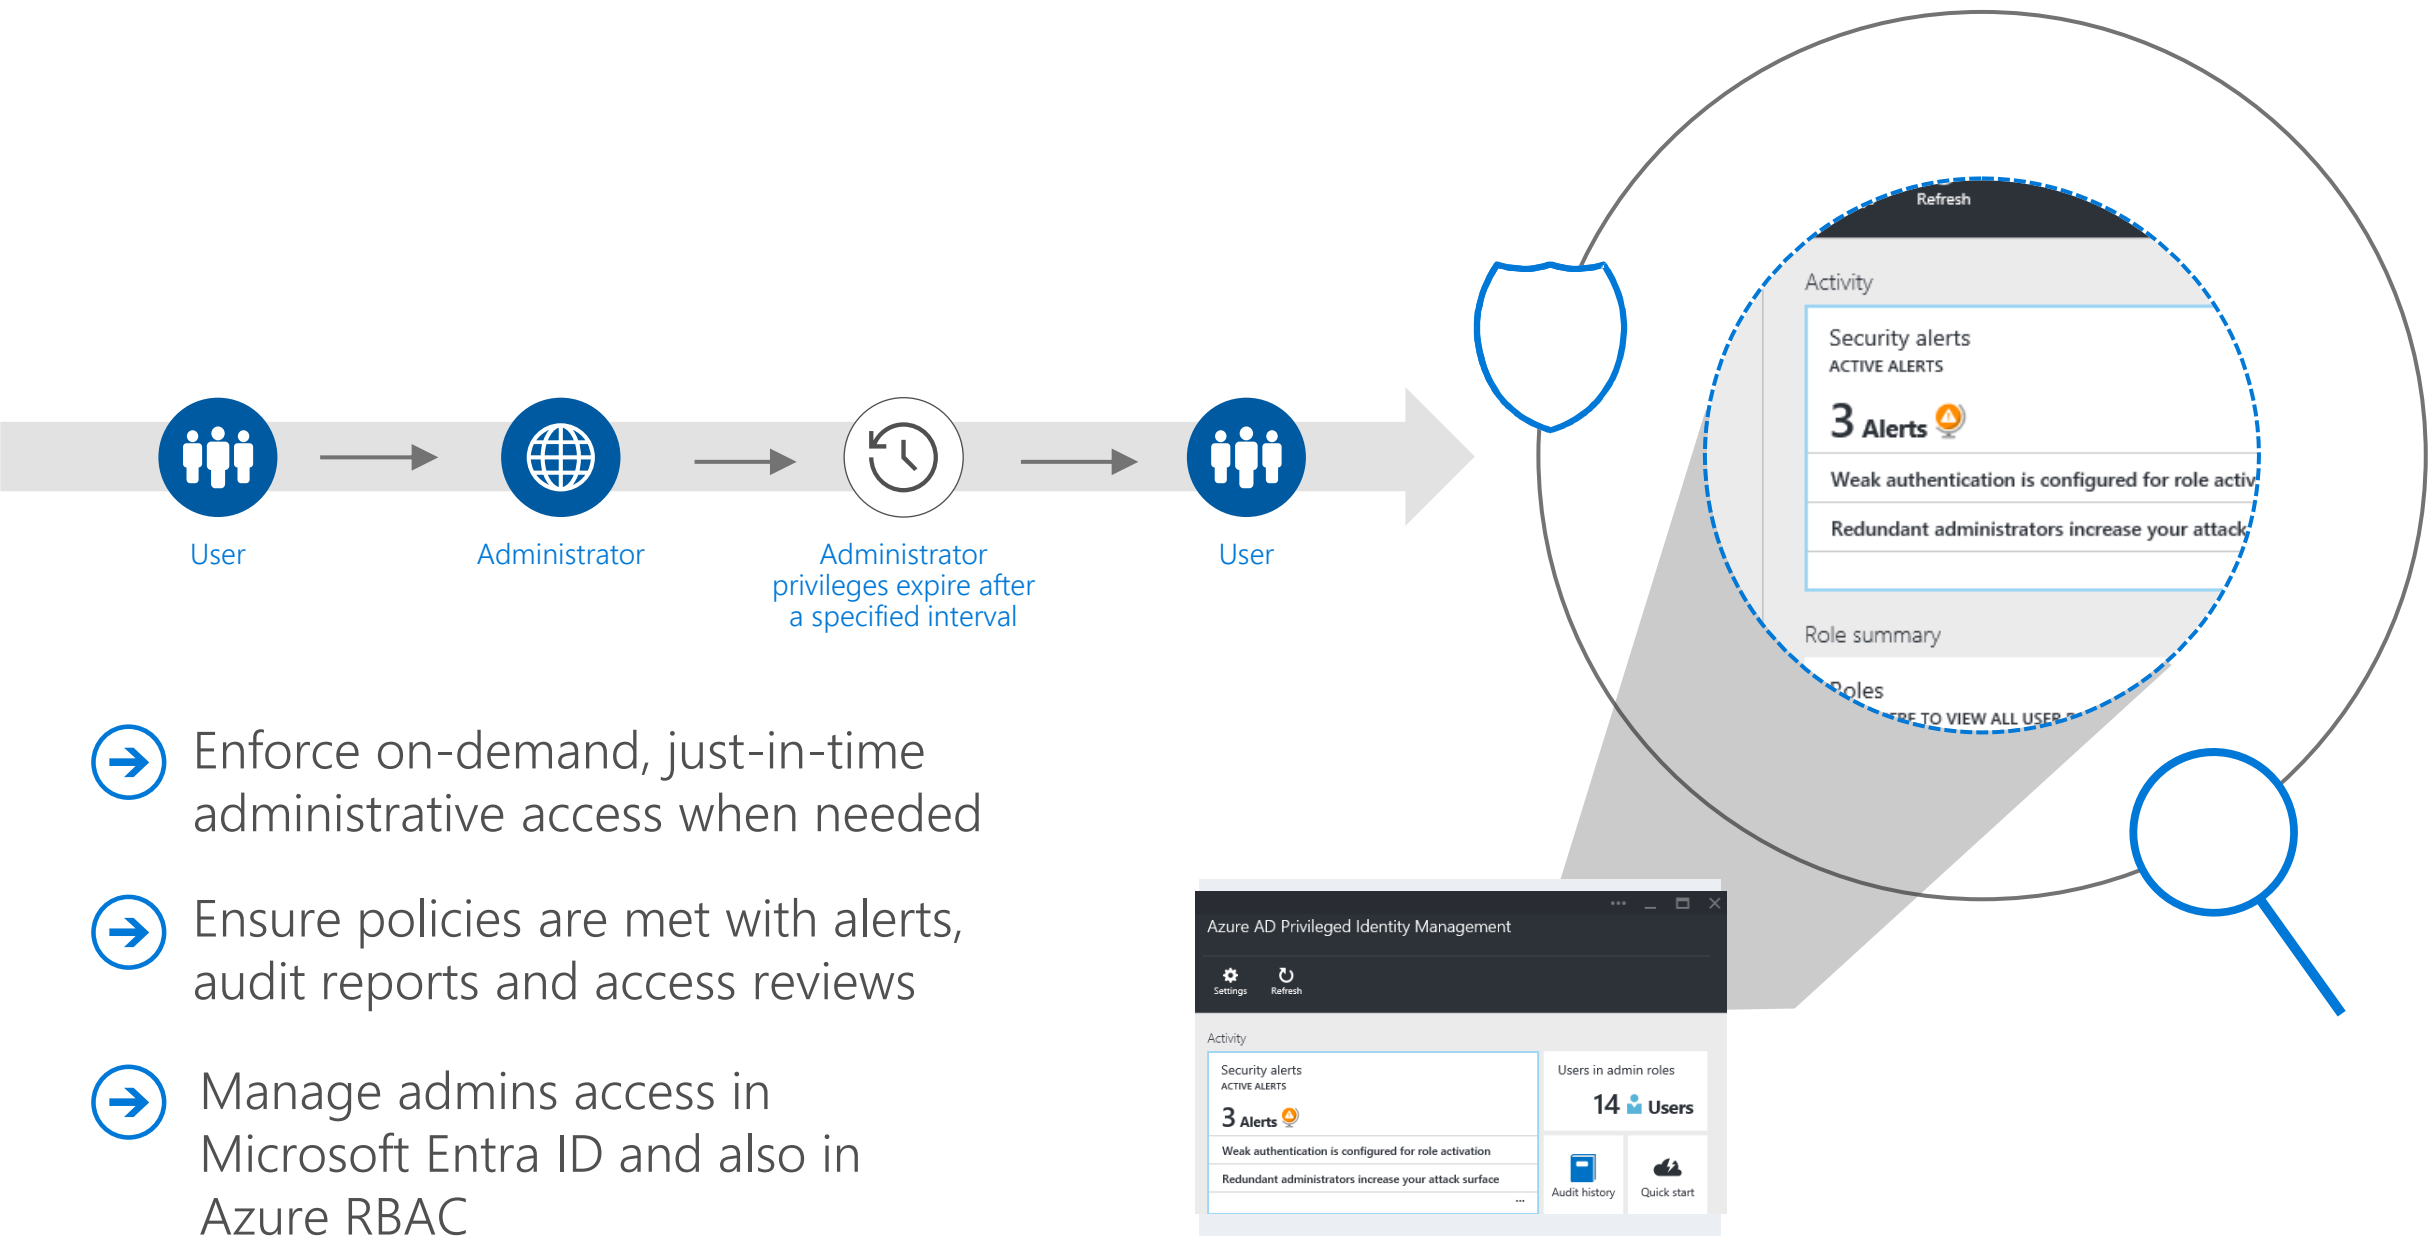 User
Administrator
Administrator
privileges expire after
a specified interval
User
Enforce on-demand, just-in-time
administrative access when needed
Ensure policies are met with alerts,
audit reports and access reviews
Manage admins access in
Microsoft Entra ID and also in
Azure RBAC
Refresh
Activity
Security alerts
ACTIVE ALERTS
3 Alerts
Weak authentication is configured for role activ
Redundant administrators increase your attack
Role summary
Roles
TO VIEW ALL USER
Azure AD Privileged Identity Management
Settings
Refresh
Activity
Security alerts
ACTIVE ALERTS
3 Alerts
Weak authentication is configured for role activation
Redundant administrators increase your attack surface
...
Users in admin roles
14 Users
Audit history
Quick start